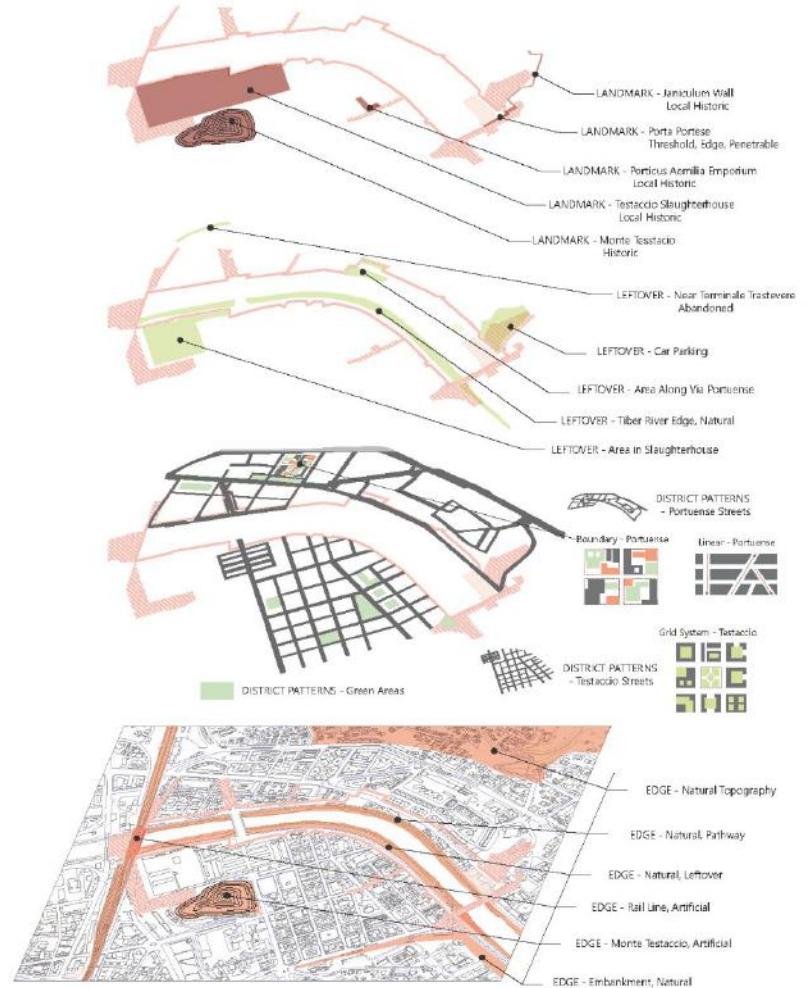 LANDMARK - Janiculum Wall
Local Historic
LANDMARK - Porta Portese
Threshold, Edge, Penetrable
LANDMARK - Porticus Aemillia Emporium
Local Historic
LANDMARK - Testaccio Slaughterhouse
Local Historic
LANDMARK - Monte Tesstacio
Historic
LEFTOVER - Near Terminale Trastevere
Abandoned
LEFTOVER - Car Parking
LEFTOVER - Area Along Via Portuense
LEFTOVER - Tiber River Edge, Natural
LEFTOVER - Area in Slaughterhouse
DISTRICT PATTERNS
- Portuense Streets
Boundary - Portuense
Linear - Portuense
Grid System - Testaccio
DISTRICT PATTERNS
- Testaccio Streets
DISTRICT PATTERNS - Green Areas
EDGE - Natural Topography
EDGE - Natural, Pathway
EDGE - Natural, Leftover
EDGE - Rail Line, Artificial
EDGE - Monte Testaccio, Artificial
EDGE - Embankment, Natural